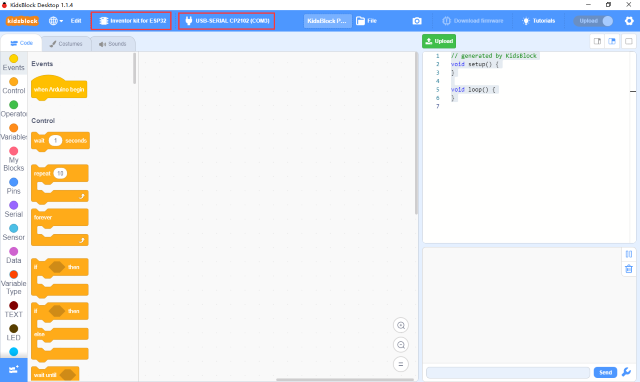 KidsBlock Desktop 1.1.4
kidsblock Edit Inventor kit for ESP32 USB-SERIAL CP2102 (COM3) KidsBlock P... File Download firmware Tutorials Upload
Code Costumes Sounds
Upload
Events
Control
Operator
Variables
My
Blocks
Pins
Serial
Sensor
Data
Variable
Type
TEXT
LED
Events
when Arduino begin
Control
wait 1 seconds
repeat 10
forever
if then
if then
else
wait until
1 // generated by KidsBlock
2 void setup() {
3 }
4
5 void loop() {
6 }
7
Send